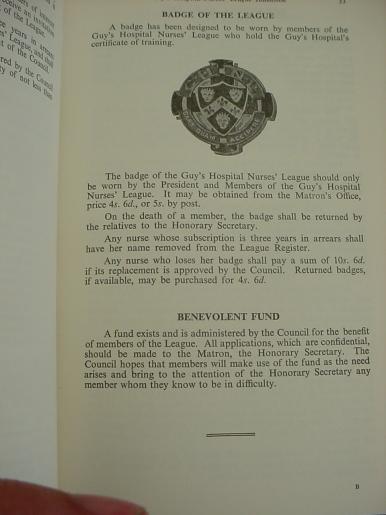 33
BADGE OF THE LEAGUE
A badge has been designed to be worn by members of the
Guy's Hospital Nurses' League who hold the Guy's Hospital's
certificate of training.
DARE QUAM ACCIPERE
The badge of the Guy's Hospital Nurses' League should only
be worn by the President and Members of the Guy's Hospital
Nurses' League. It may be obtained from the Matron's Office,
price 4s. 6d., or 5s. by post.
On the death of a member, the badge shall be returned by
the relatives to the Honorary Secretary.
Any nurse whose subscription is three years in arrears shall
have her name removed from the League Register.
Any nurse who loses her badge shall pay a sum of 10s. 6d.
if its replacement is approved by the Council. Returned badges,
if available, may be purchased for 4s. 6d.
BENEVOLENT FUND
A fund exists and is administered by the Council for the benefit
of members of the League. All applications, which are confidential,
should be made to the Matron, the Honorary Secretary. The
Council hopes that members will make use of the fund as the need
arises and bring to the attention of the Honorary Secretary any
member whom they know to be in difficulty.
B